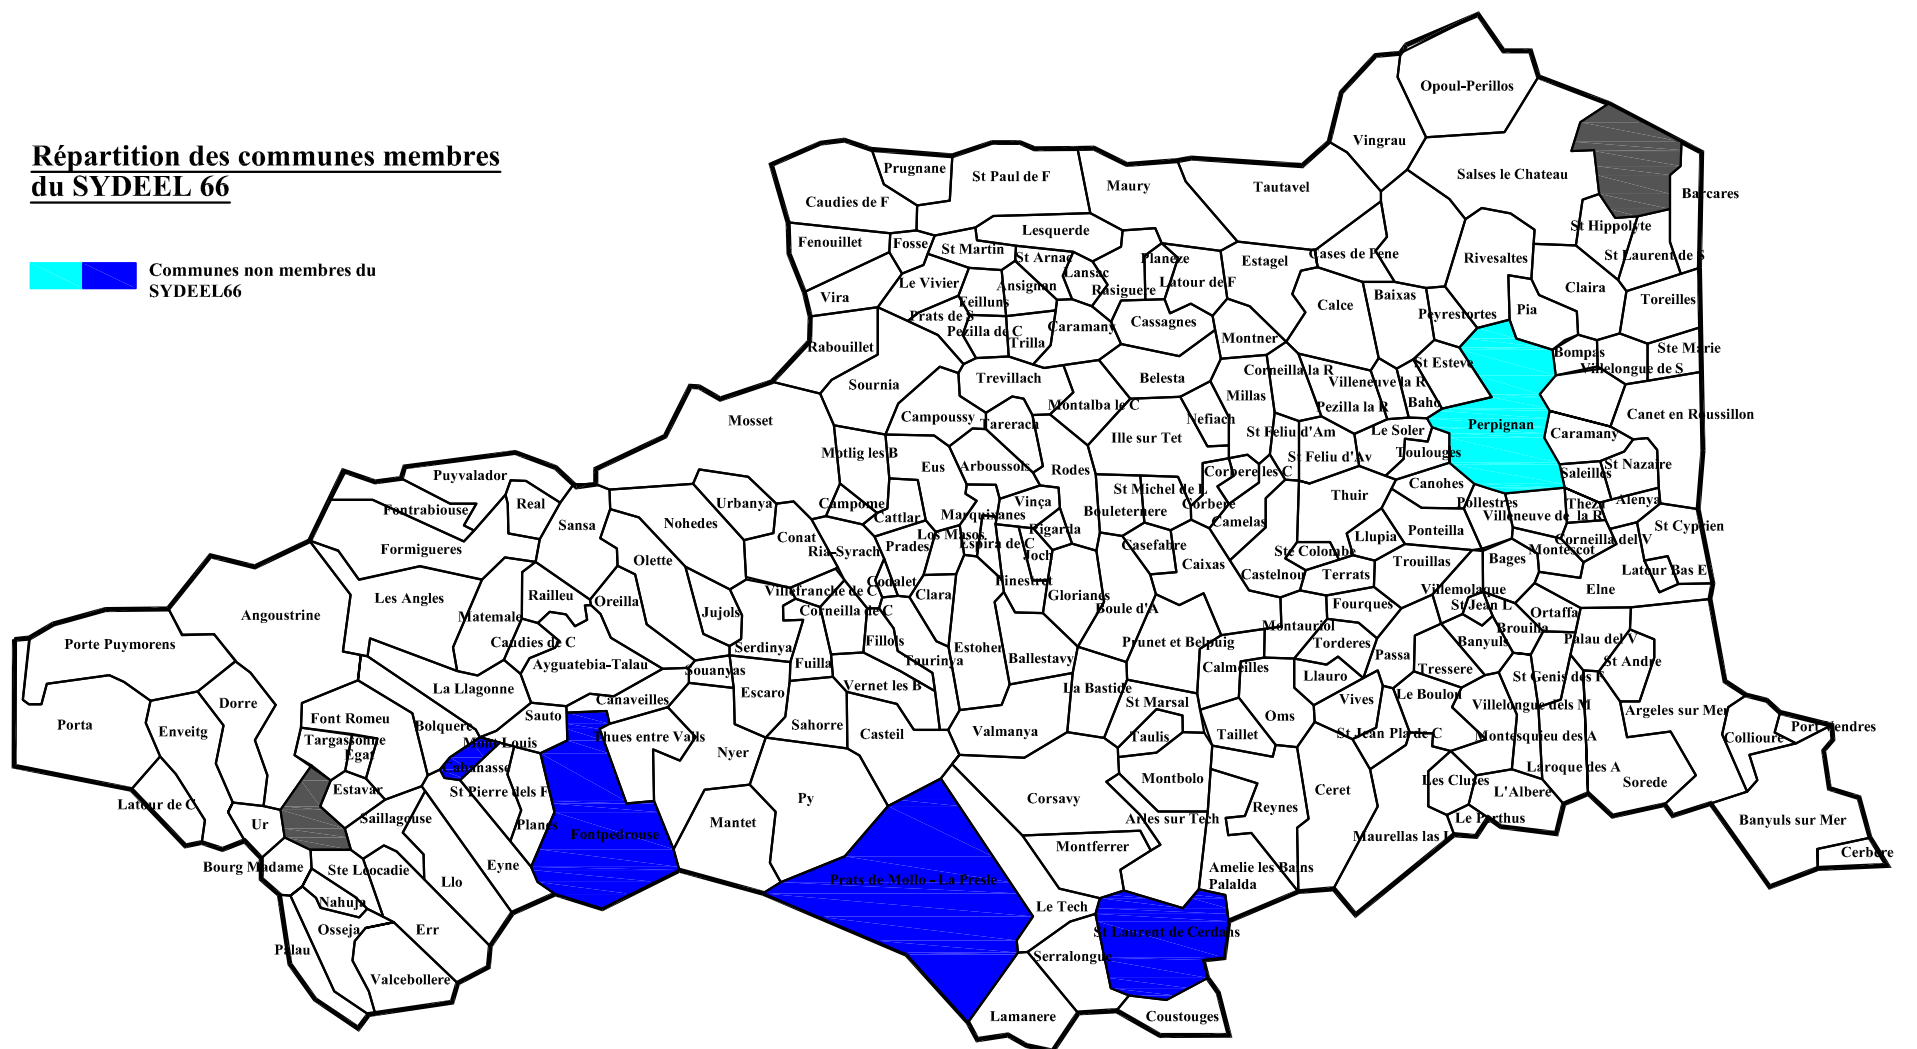 Répartition des communes membres
du SYDEEL 66
Communes non membres du
SYDEEL66
Opoul-Perillos
Vingrau
Salses le Chateau
Barcares
Prugnane
St Paul de F
Maury
Tautavel
Caudies de F
St Hippolyte
Fenouillet
Fosse
St Martin
Lesquerde
St Arnac
Lansac
Planeze
Rasiguere
Latour de F
Estagel
Cases de Pene
Rivesaltes
St Laurent de S
Claira
Toreilles
Vira
Le Vivier
Feilluns
Ansignan
Prats de S
Pezilla de C
Trilla
Caramany
Cassagnes
Montner
Calce
Baixas
Peyrestortes
Pia
Rabouillet
Sournia
Trevillach
Belesta
Corneilla la R
Villeneuve la R
St Esteve
Bompas
Ste Marie
Villelongue de S
Mosset
Campoussy
Tarerach
Montalba le C
Nefiach
Millas
Pezilla la R
Baho
Perpignan
Canet en Roussillon
Caramany
Ille sur Tet
St Feliu d'Am
Le Soler
St Feliu d'Av
Toulouges
Motlig les B
Eus
Arboussols
Rodes
Corbere les C
Saleilles
St Nazaire
Puyvalador
Fontrabiouse
Real
Sansa
Nohedes
Urbanya
Campome
Cattlar
Marquixanes
Vinça
St Michel de L
Bouleternere
Corbere
Camelas
Thuir
Canohes
Pollestres
Villeneuve de la R
Theza
Alenya
St Cyprien
Formigueres
Olette
Conat
Ria-Syrach
Prades
Los Masos
Espira de C
Joch
Rigarda
Casefabre
Caixas
Ste Colombe
Llupia
Ponteilla
Corneilla del V
Montescot
Bages
Trouillas
Latour Bas E
Angoustrine
Les Angles
Matemale
Railleu
Oreilla
Jujols
Villefranche de C
Codalet
Corneilla de C
Clara
Finestret
Glorianes
Boule d'A
Castelnou
Terrats
Fourques
Villemolaque
St Jean L
Elne
Ortaffa
Brouilla
Banyuls
Palau del V
St Andre
Porte Puymorens
Caudies de C
Ayguatebia-Talau
Serdinya
Souanyas
Fuilla
Fillols
Taurinya
Estoher
Ballestavy
Prunet et Belpuig
Montauriol
Torderes
Passa
Calmeilles
Llauro
Tressere
St Genis des F
La Llagonne
Canaveilles
Escaro
Vernet les B
La Bastide
St Marsal
Vives
Le Boulou
Villelongue dels M
Argeles sur Mer
Porta
Enveitg
Dorre
Font Romeu
Targassonne
Egat
Bolquere
Sauto
Mont Louis
Cabanasse
Thues entre Valls
Nyer
Sahorre
Casteil
Valmanya
Taulis
Taillet
Oms
St Jean Pla de C
Montesquieu des A
Laroque des A
Collioure
Port Vendres
Sorede
Latour de C
Ur
Estavar
Saillagouse
St Pierre dels F
Planes
Fontpedrouse
Mantet
Py
Corsavy
Montbolo
Arles sur Tech
Reynes
Ceret
Les Cluses
L'Albere
Le Perthus
Maurellas las I
Banyuls sur Mer
Cerbere
Bourg Madame
Ste Leocadie
Llo
Eyne
Prats de Mollo - La Presle
Montferrer
Amelie les Bains
Palalda
Nahuja
Osseja
Err
Palau
Valcebollere
Le Tech
St Laurent de Cerdans
Serralongue
Lamanere
Coustouges